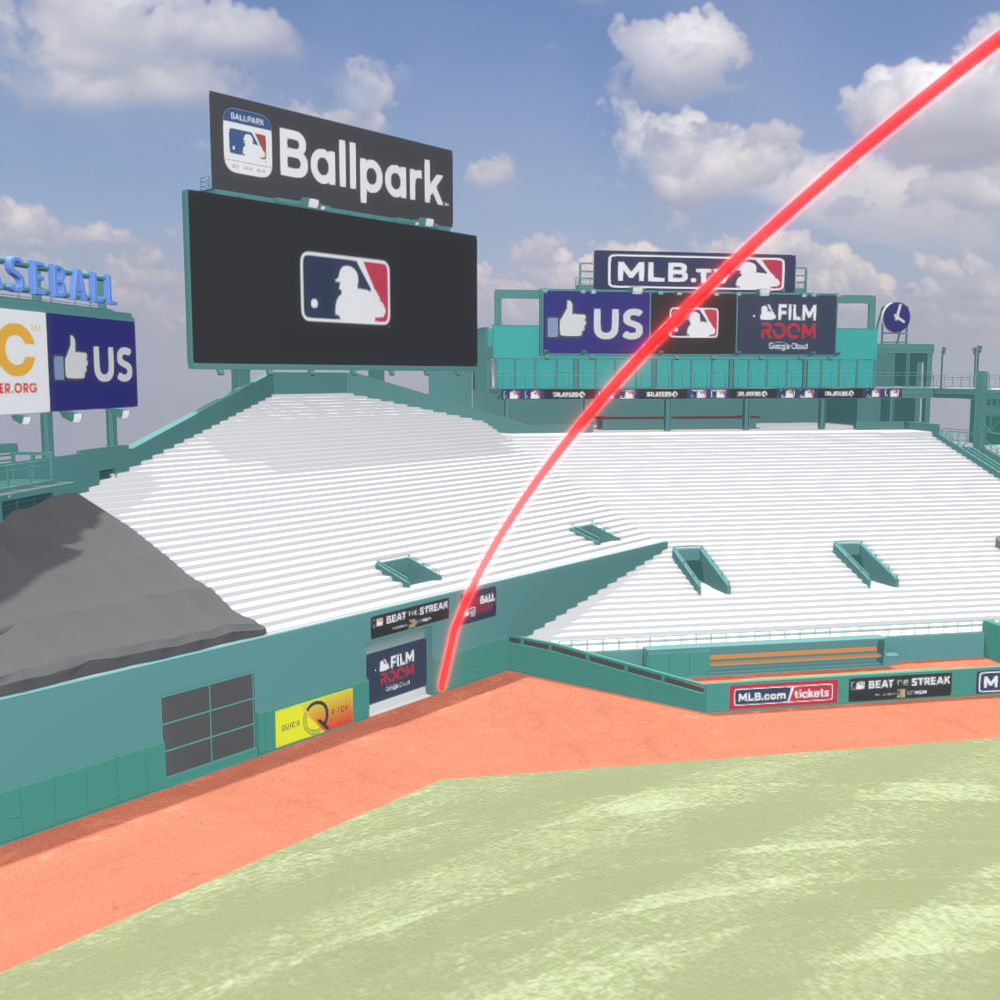 BALLPARK
Ballpark.
SEBALL
C™
ER.ORG
US
MLB.T
US
FILM
ROOM
Google Cloud
BEAT THE STREAK
BALL
FILM
ROOM
Google Cloud
QUICK PITCH
MLB.com/tickets
BEAT THE STREAK
M